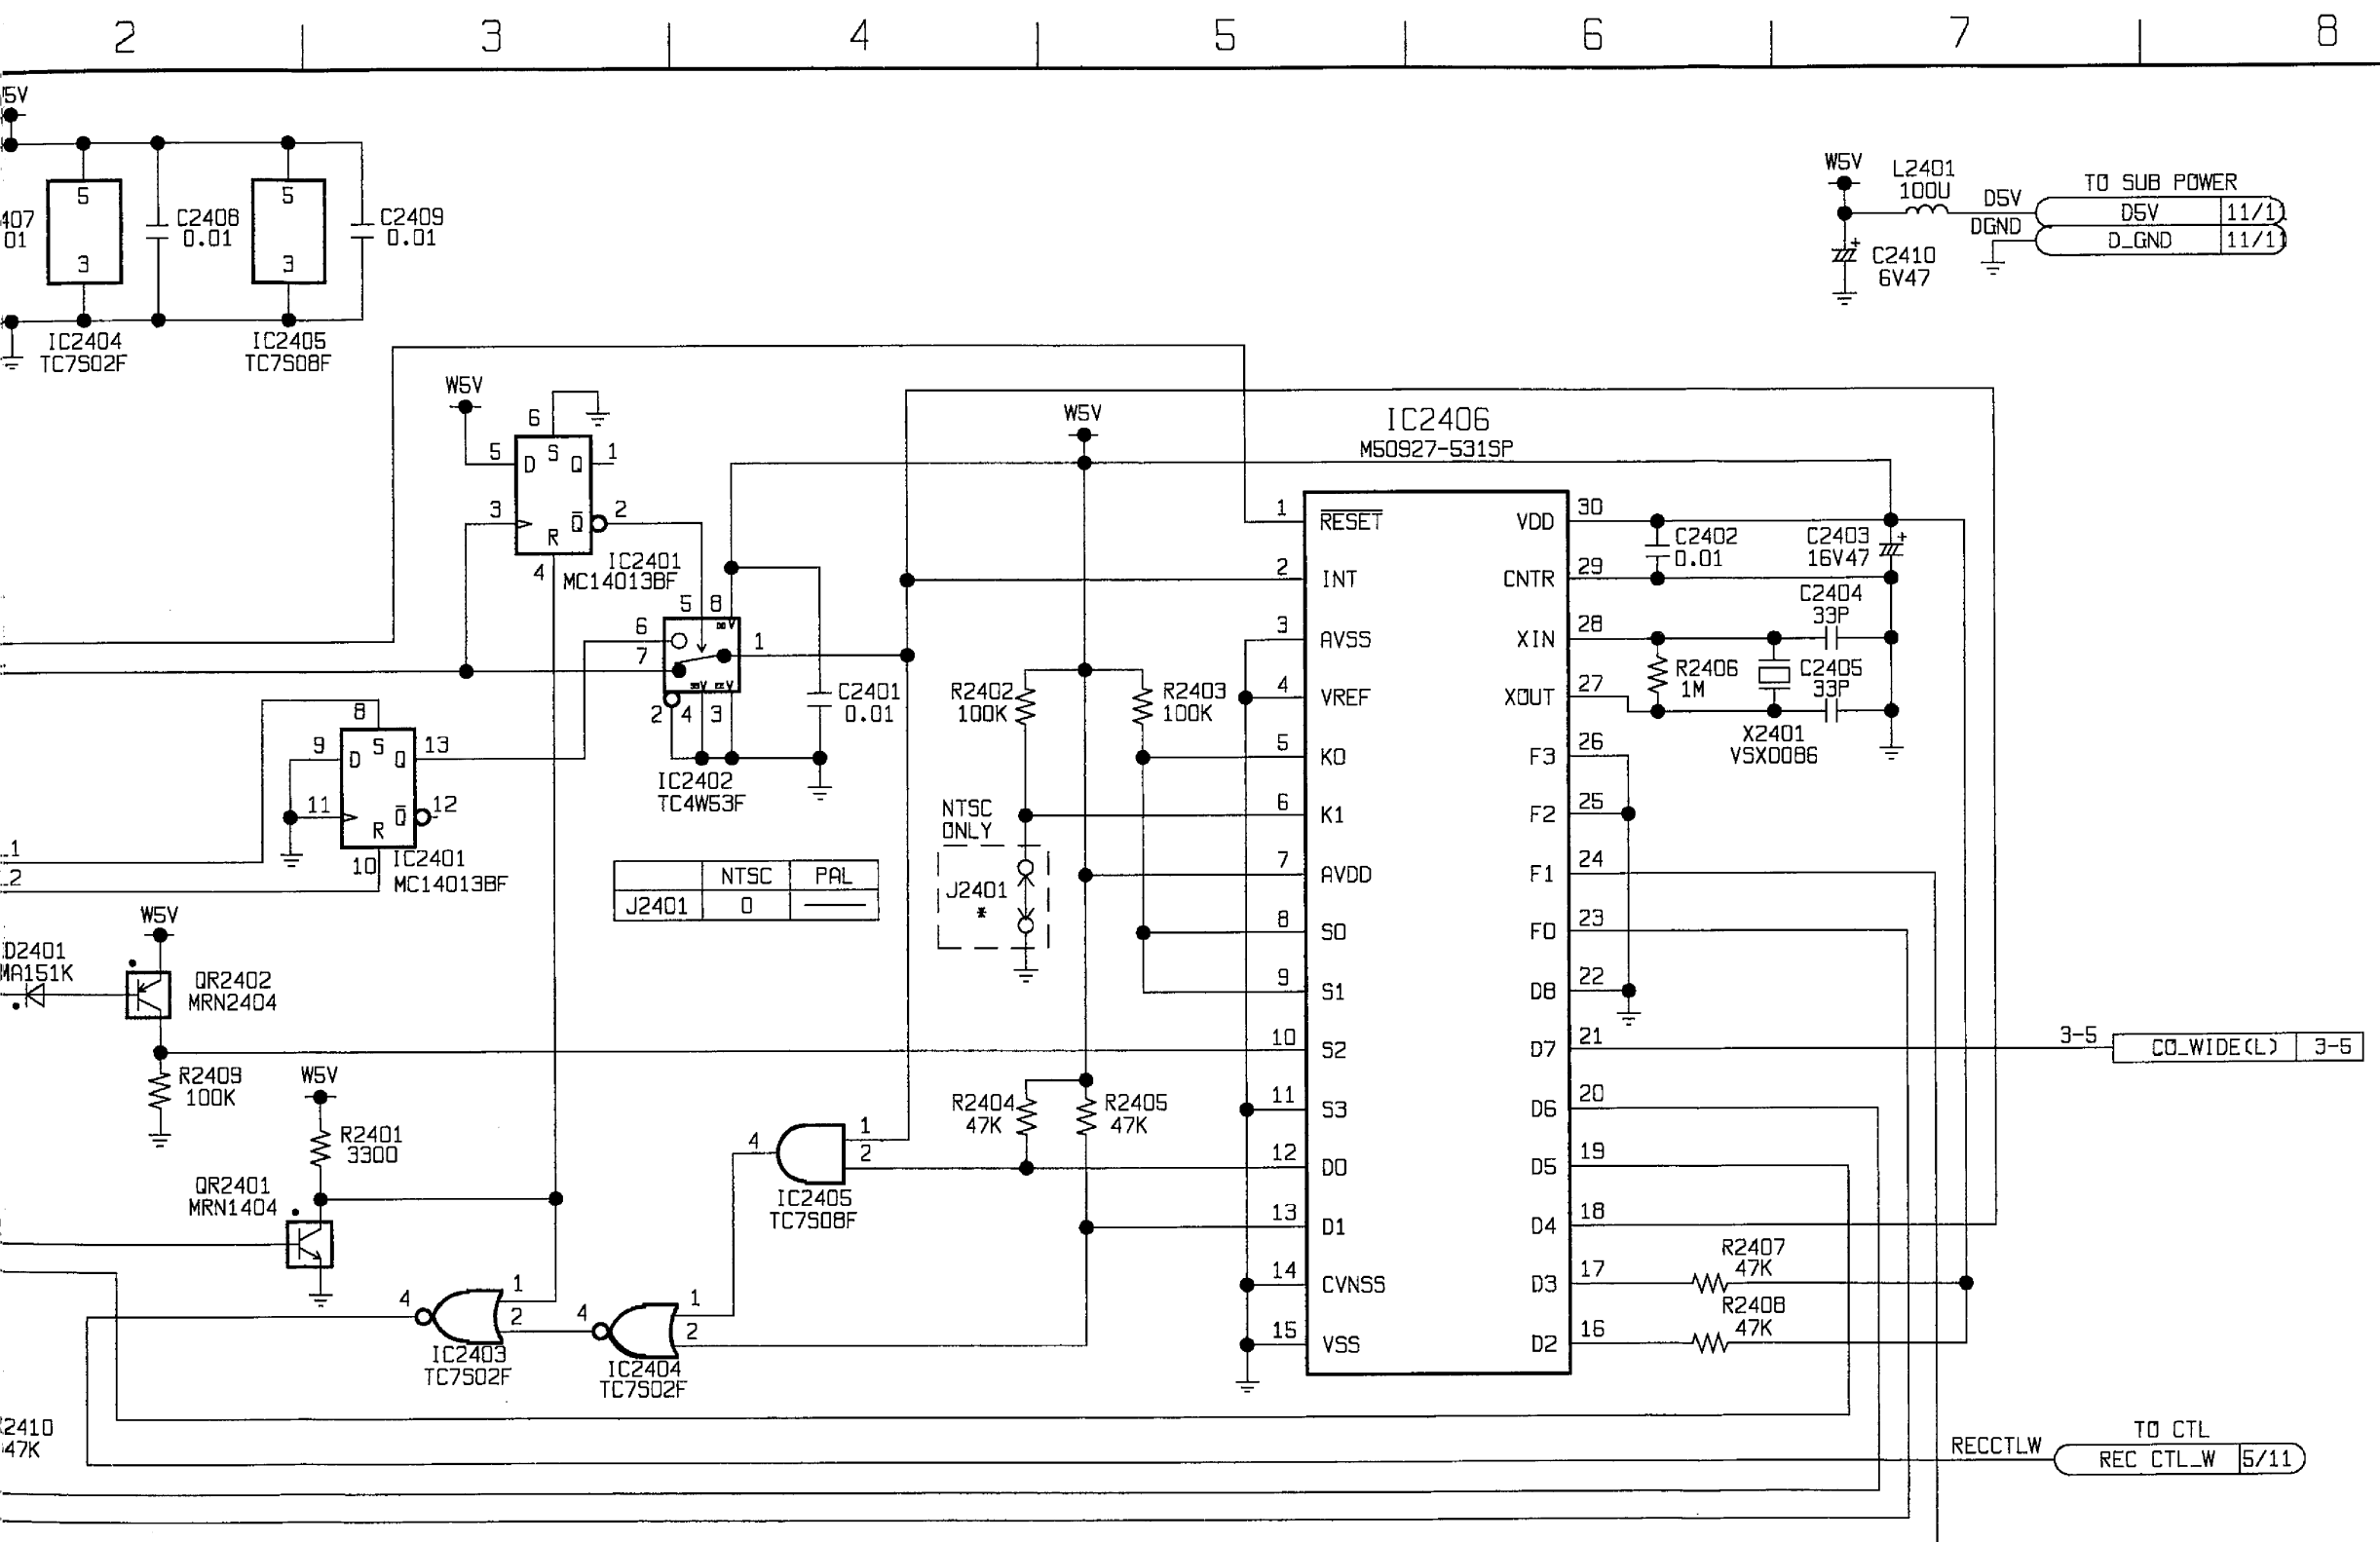 2 3 4 5 6 7 8
5V
5 3
C2408
0.01
5 3
C2409
0.01
407
01
IC2404
TC7S02F
IC2405
TC7S08F
W5V
L2401
100U
D5V
DGND
C2410
6V47
TO SUB POWER
D5V 11/11
D_GND 11/11
W5V
6
5 D S Q 1
3 R Q 2
4
IC2401
MC14013BF
5 8
6
7
1
2 4 3
IC2402
TC4W53F
C2401
0.01
8
9 D S Q 13
11 R Q 12
10
IC2401
MC14013BF
1
2
NTSC PAL
J2401 0 ——
W5V
R2402
100K
R2403
100K
NTSC
ONLY
J2401
*
IC2406
M50927-531SP
1 RESET
2 INT
3 AVSS
4 VREF
5 K0
6 K1
7 AVDD
8 S0
9 S1
10 S2
11 S3
12 D0
13 D1
14 CVNSS
15 VSS
VDD 30
CNTR 29
XIN 28
XOUT 27
F3 26
F2 25
F1 24
F0 23
D8 22
D7 21
D6 20
D5 19
D4 18
D3 17
D2 16
C2402
0.01
C2403
16V47
C2404
33P
R2406
1M
C2405
33P
X2401
VSX0086
3-5 CO_WIDE(L) 3-5
R2407
47K
R2408
47K
D2401
MA151K
W5V
QR2402
MRN2404
R2409
100K
W5V
R2401
3300
QR2401
MRN1404
R2404
47K
R2405
47K
4 1
2
IC2405
TC7S08F
4 1
2
IC2403
TC7S02F
4 1
2
IC2404
TC7S02F
2410
47K
RECCTLW
TO CTL
REC CTL_W 5/11